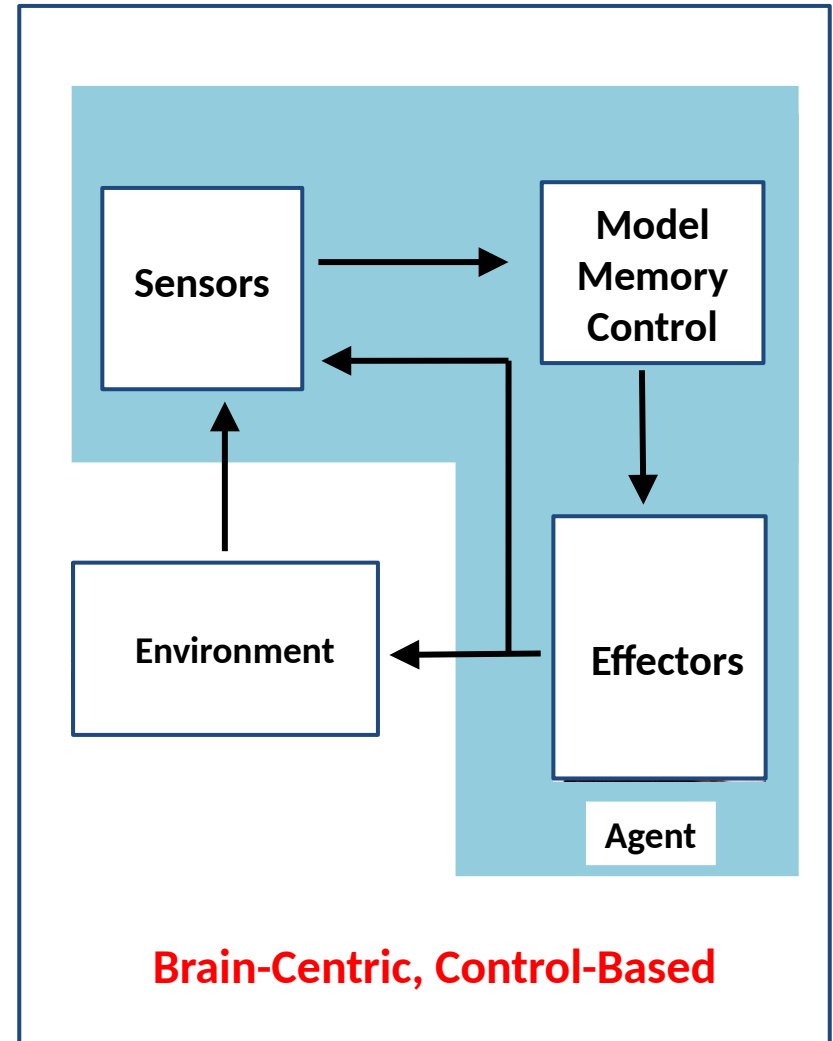 Sensors
Model
Memory
Control
Environment
Effectors
Agent
Brain-Centric, Control-Based